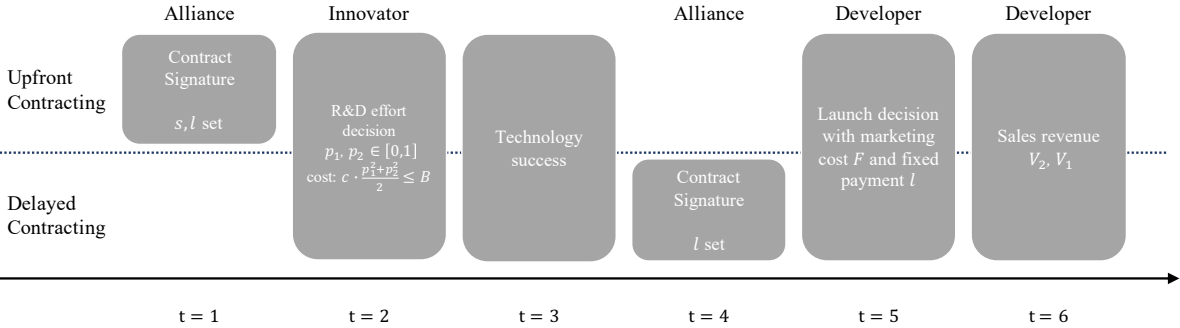 Alliance
Innovator
Alliance
Developer
Developer
Upfront
Contracting
Contract
Signature
s, l set
R&D effort
decision
p₁, p₂ ∈ [0,1]
cost: c · (p₁²+p₂²)/2 ≤ B
Technology
success
Launch decision
with marketing
cost F and fixed
payment l
Sales revenue
V₂, V₁
Delayed
Contracting
Contract
Signature
l set
t = 1
t = 2
t = 3
t = 4
t = 5
t = 6